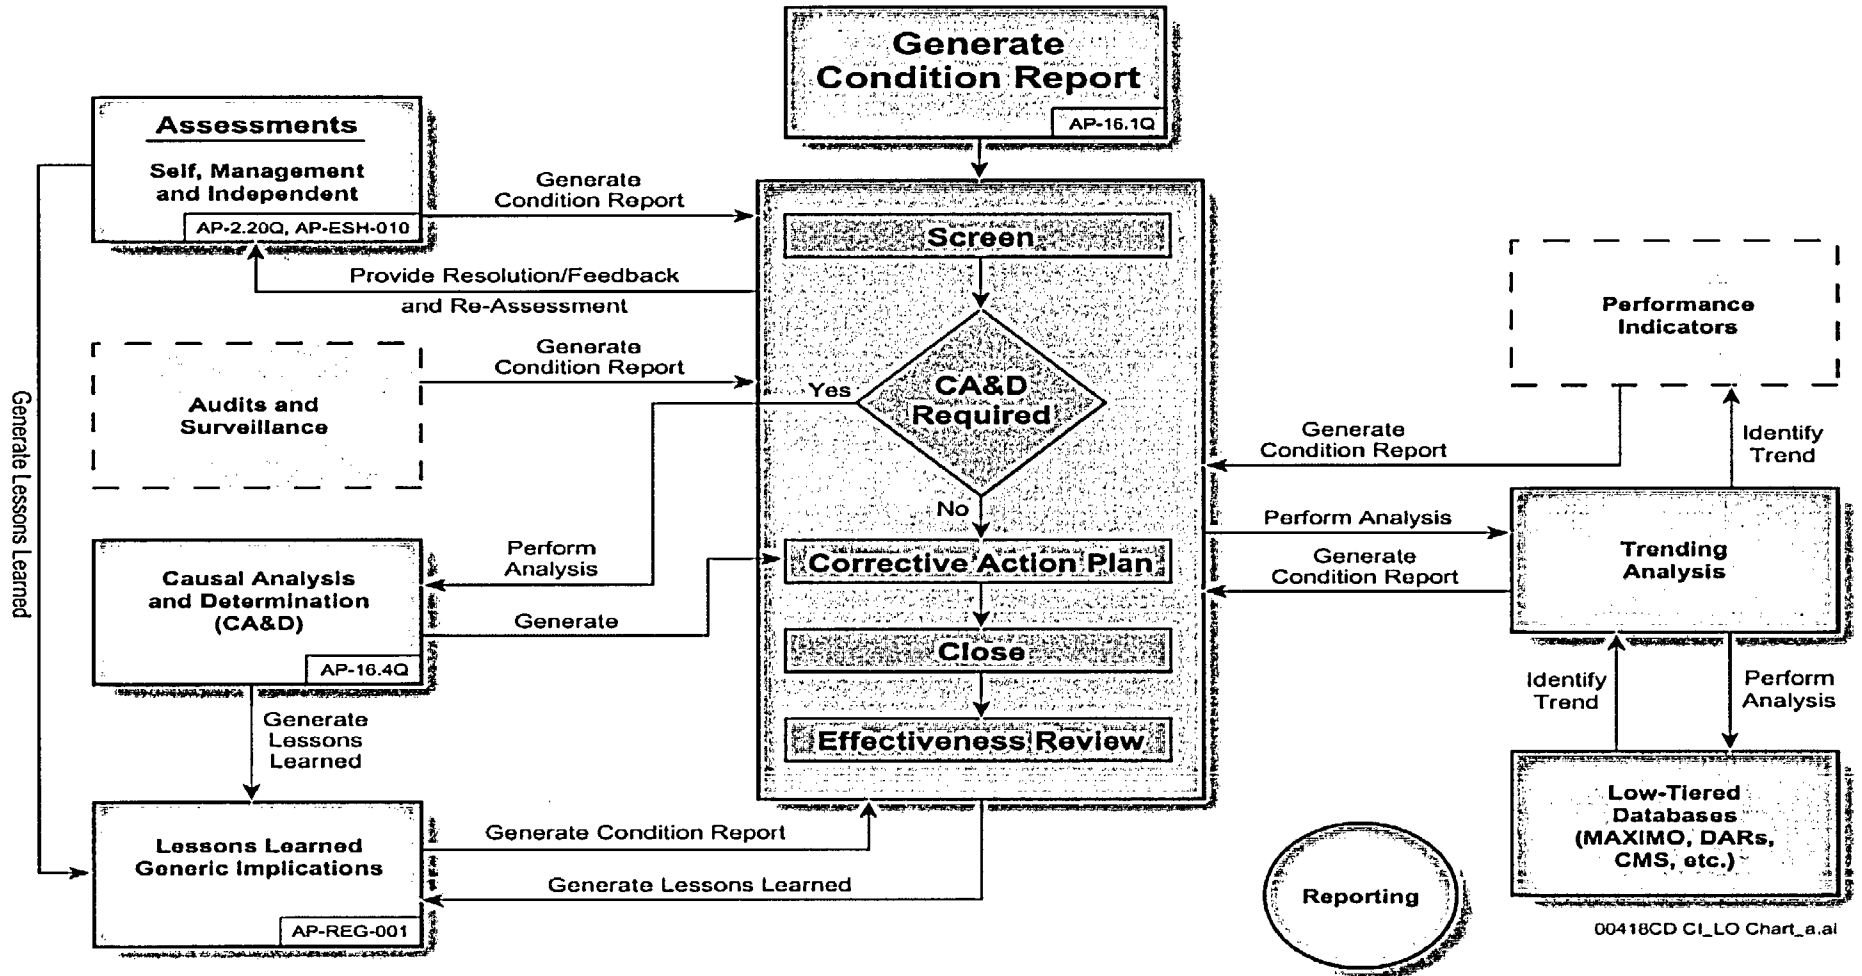 Generate
Condition Report
AP-16.1Q
Assessments
Self, Management
and Independent
AP-2.20Q, AP-ESH-010
Generate
Condition Report
Provide Resolution/Feedback
and Re-Assessment
Audits and
Surveillance
Generate
Condition Report
Generate Lessons Learned
Causal Analysis
and Determination
(CA&D)
AP-16.4Q
Perform
Analysis
Generate
Generate
Lessons
Learned
Lessons Learned
Generic Implications
AP-REG-001
Generate Condition Report
Generate Lessons Learned
Screen
Yes
CA&D
Required
No
Corrective Action Plan
Close
Effectiveness Review
Performance
Indicators
Generate
Condition Report
Identify
Trend
Perform Analysis
Generate
Condition Report
Trending
Analysis
Identify
Trend
Perform
Analysis
Low-Tiered
Databases
(MAXIMO, DARs,
CMS, etc.)
Reporting
00418CD CI_LO Chart_a.ai